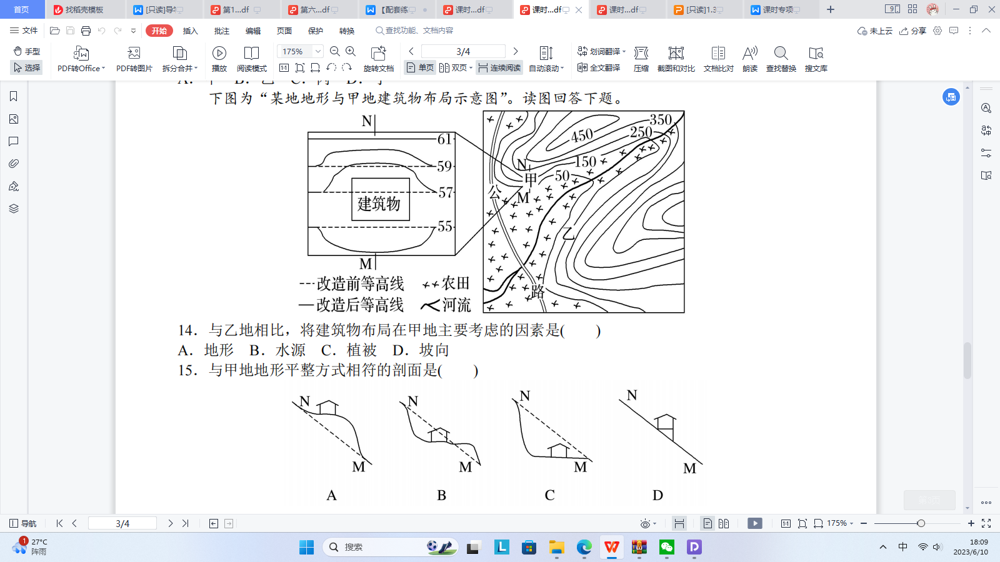 首页 找稻壳模板 [只读]导学 第1...df 第六...df 【配套练 课时...df 课时...df 课时...df [只读]1.3 课时专项
文件 开始 插入 批注 编辑 页面 保护 转换 查找功能、文档内容 未上云 分享
手型 选择 PDF转Office PDF转图片 拆分合并 播放 阅读模式 175% 旋转文档 3/4 单页 双页 连续阅读 自动滚动 划词翻译 全文翻译 压缩 截图和对比 文档比对 朗读 查找替换 搜文库
下图为“某地地形与甲地建筑物布局示意图”。读图回答下题。
N
61
59
57
建筑物
55
M
350
250
450
150
N
甲
50
公
M
乙
路
---改造前等高线 农田
—改造后等高线 河流
14．与乙地相比，将建筑物布局在甲地主要考虑的因素是(　　)
A．地形 B．水源 C．植被 D．坡向
15．与甲地地形平整方式相符的剖面是(　　)
N N N N
M M M M
A B C D
导航 3/4 175%
1 27°C
阵雨
搜索
中 18:09
2023/6/10